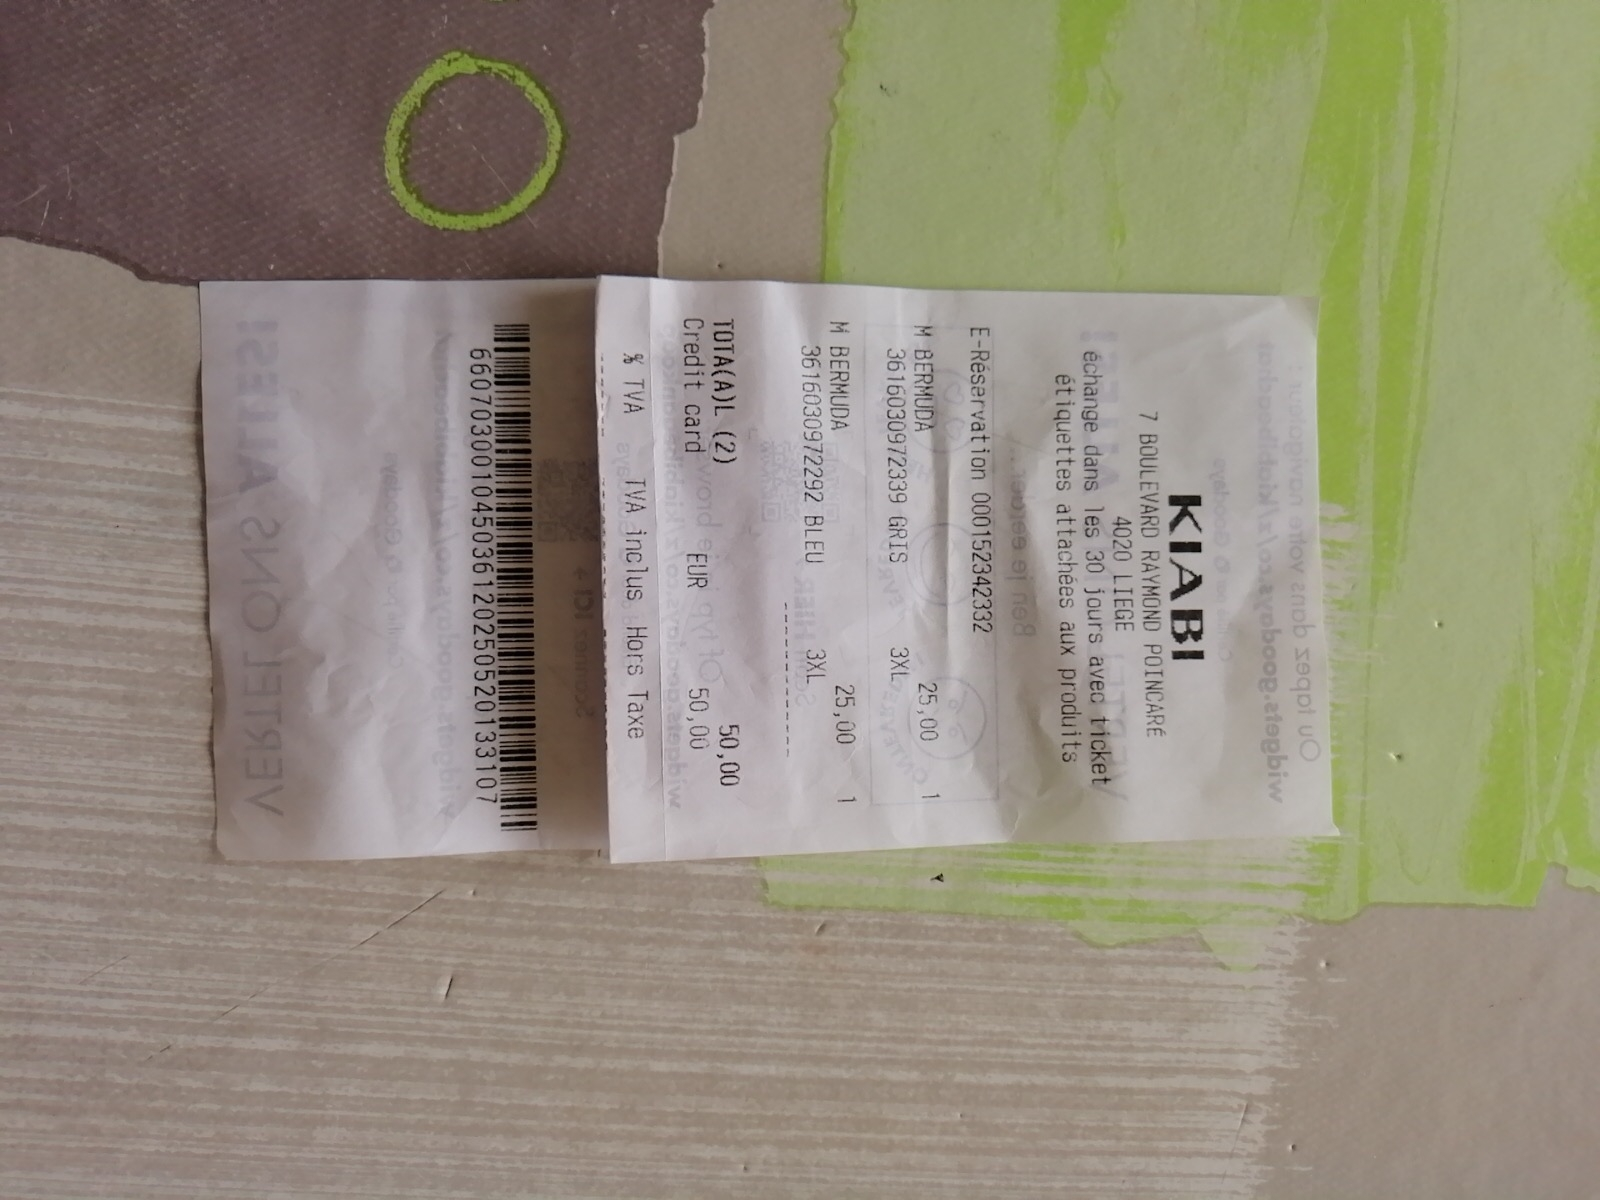 KIABI
7 BOULEVARD RAYMOND POINCARÉ
4020 LIEGE
échange dans les 30 jours avec ticket
étiquettes attachées aux produits
E-Réservation 000152342332
M BERMUDA 25,00 1
3616030972339 GRIS 3XL
M BERMUDA 25,00 1
3616030972292 BLEU 3XL
TOTA(A)L (2) 50,00
Credit card EUR 50,00
% TVA TVA inclus Hors Taxe
660703001045036120250520133107